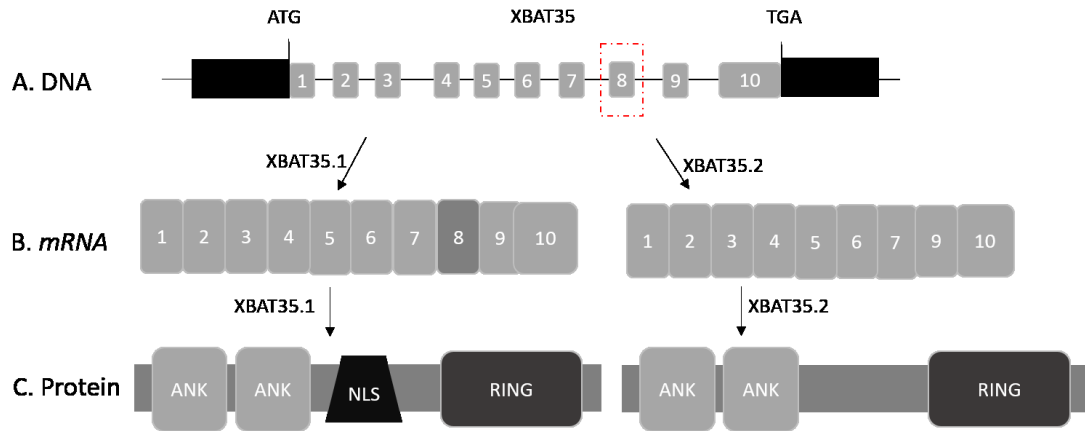 ATG XBAT35 TGA
A. DNA 1 2 3 4 5 6 7 8 9 10
XBAT35.1 XBAT35.2
B. mRNA 1 2 3 4 5 6 7 8 9 10 1 2 3 4 5 6 7 9 10
XBAT35.1 XBAT35.2
C. Protein ANK ANK NLS RING ANK ANK RING